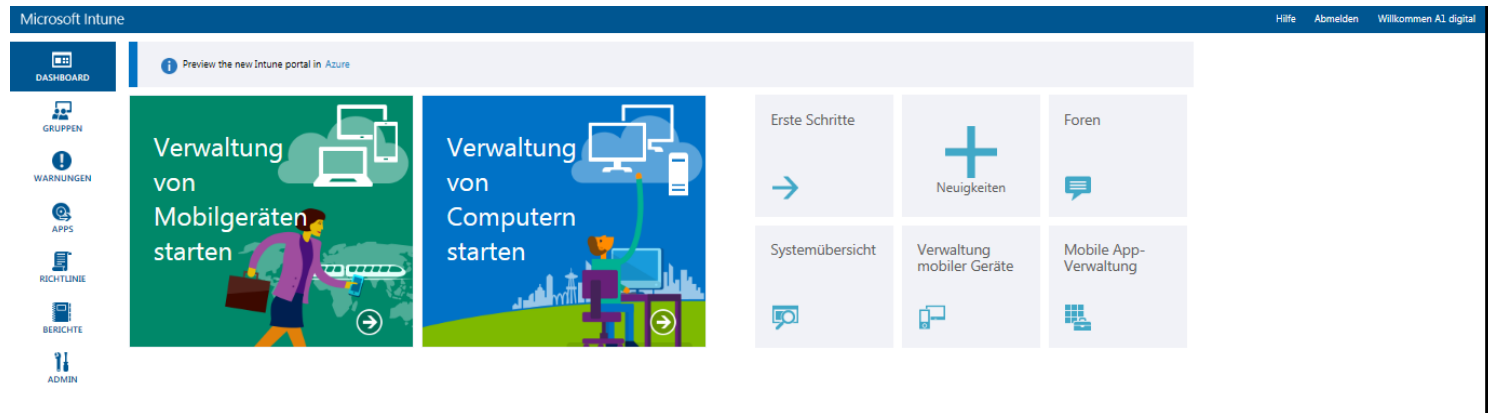 Microsoft Intune
Hilfe Abmelden Willkommen A1 digital
DASHBOARD
GRUPPEN
WARNUNGEN
APPS
RICHTLINIE
BERICHTE
ADMIN
Preview the new Intune portal in Azure
Verwaltung
von
Mobilgeräten
starten
Verwaltung
von
Computern
starten
Erste Schritte
Neuigkeiten
Foren
Systemübersicht
Verwaltung
mobiler Geräte
Mobile App-
Verwaltung